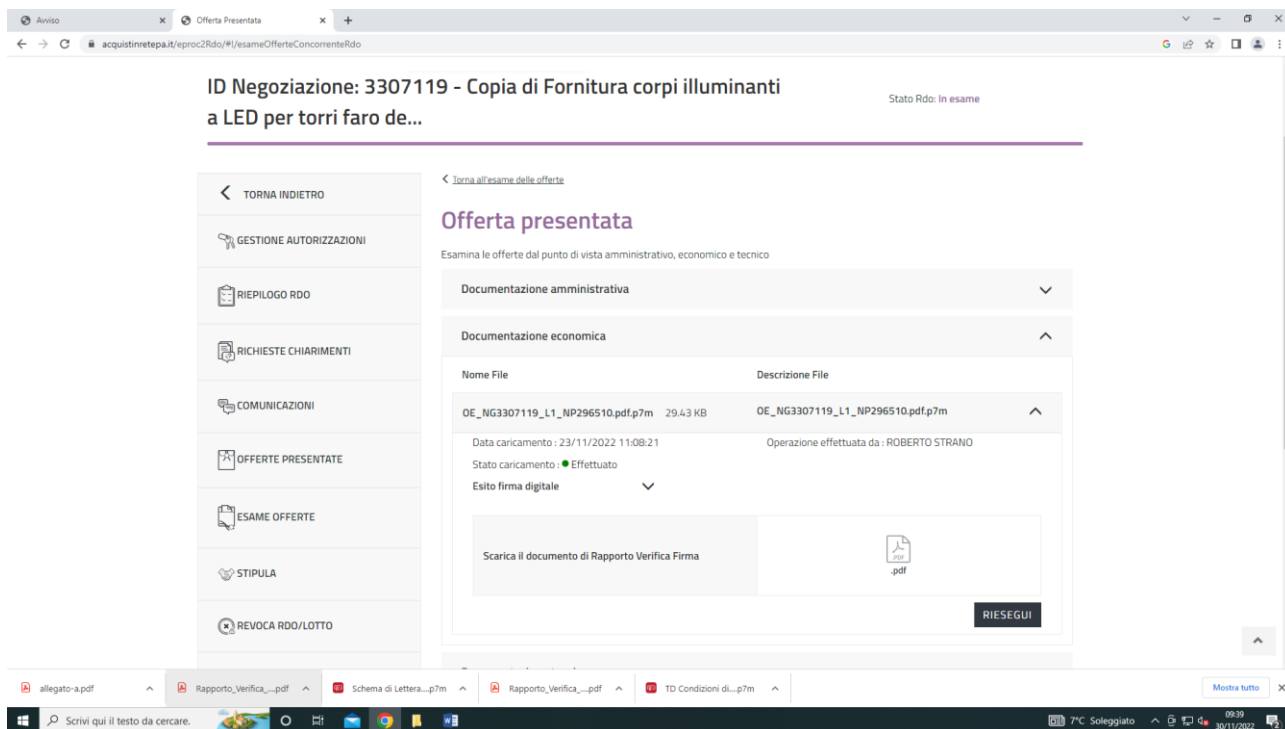 Avviso
Offerta Presentata
acquistinretepa.it/eproc2Rdo/#!/esameOfferteConcorrenteRdo
ID Negoziazione: 3307119 - Copia di Fornitura corpi illuminanti
a LED per torri faro de...
Stato Rdo: In esame
TORNA INDIETRO
GESTIONE AUTORIZZAZIONI
RIEPILOGO RDO
RICHIESTE CHIARIMENTI
COMUNICAZIONI
OFFERTE PRESENTATE
ESAME OFFERTE
STIPULA
REVOCA RDO/LOTTO
Torna all'esame delle offerte
Offerta presentata
Esamina le offerte dal punto di vista amministrativo, economico e tecnico
Documentazione amministrativa
Documentazione economica
Nome File Descrizione File
OE_NG3307119_L1_NP296510.pdf.p7m 29.43 KB OE_NG3307119_L1_NP296510.pdf.p7m
Data caricamento : 23/11/2022 11:08:21 Operazione effettuata da : ROBERTO STRANO
Stato caricamento : Effettuato
Esito firma digitale
Scarica il documento di Rapporto Verifica Firma
PDF
.pdf
RIESEGUI
allegato-a.pdf Rapporto_Verifica_....pdf Schema di Lettera....p7m Rapporto_Verifica_....pdf TD Condizioni di....p7m Mostra tutto
Scrivi qui il testo da cercare. 7°C Soleggiato 09:39
30/11/2022